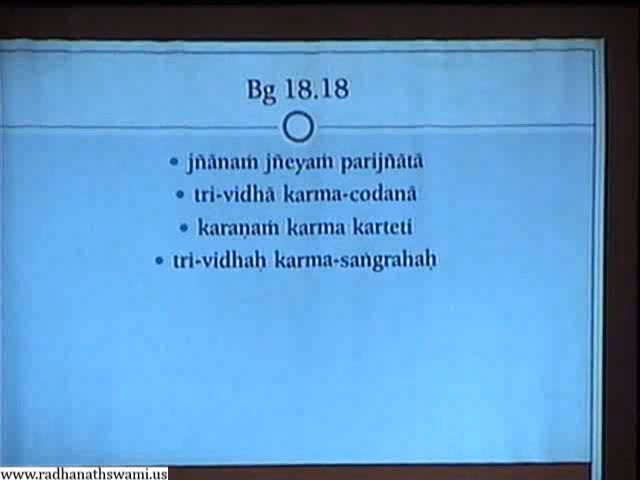 Bg 18.18
• jñānaṁ jñeyaṁ parijñātā
• tri-vidhā karma-codanā
• karaṇaṁ karma karteti
• tri-vidhaḥ karma-saṅgrahaḥ
www.radhanathswami.us